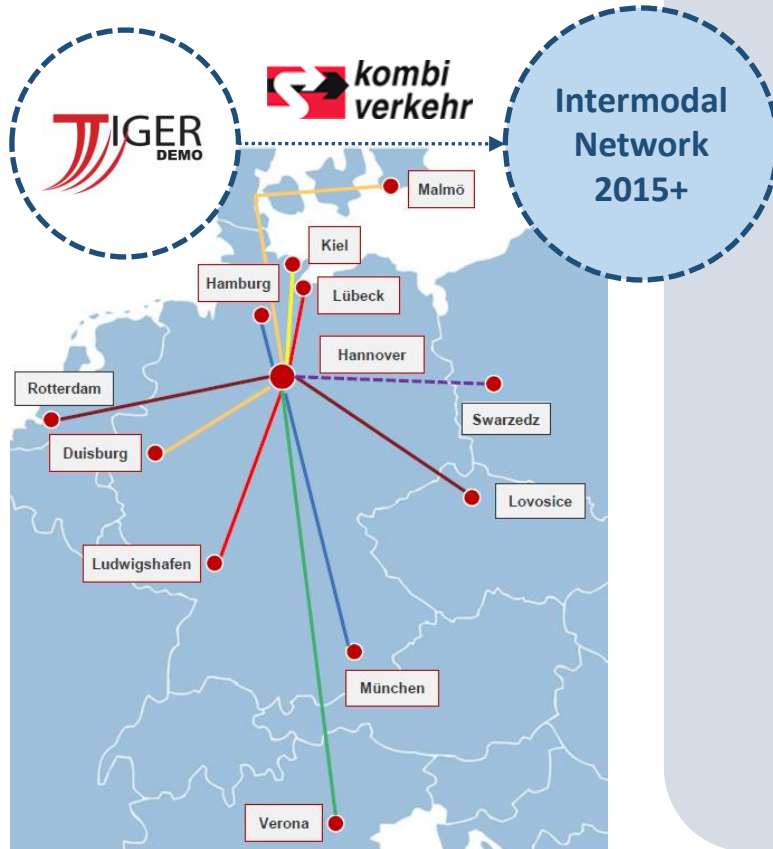 TIGER
DEMO
kombi
verkehr
Intermodal
Network
2015+
Malmö
Kiel
Hamburg
Lübeck
Hannover
Rotterdam
Swarzedz
Duisburg
Lovosice
Ludwigshafen
München
Verona